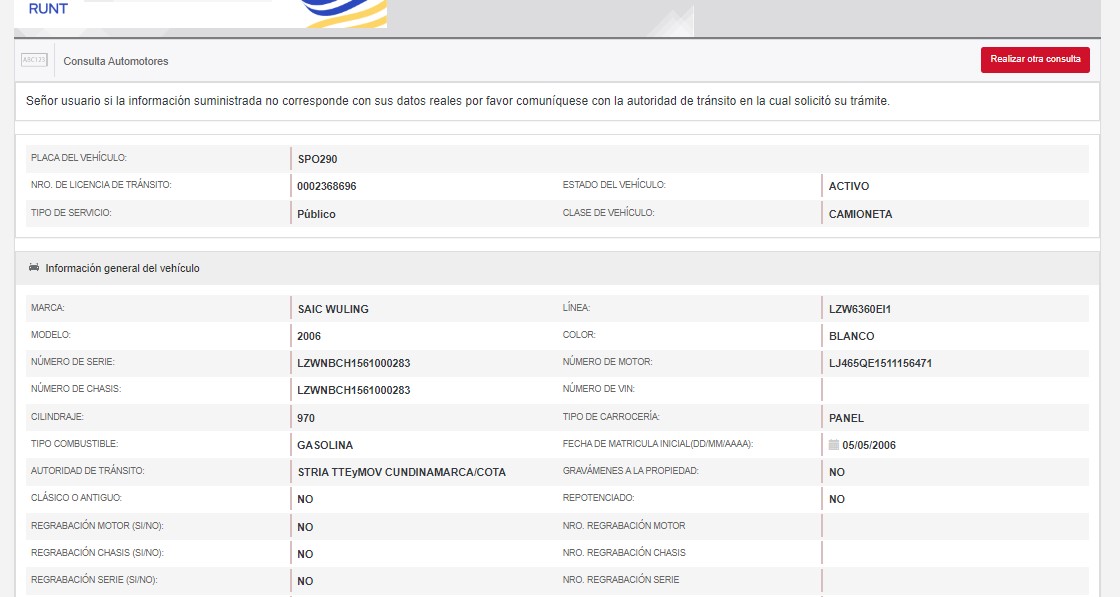 RUNT
ABC123
Consulta Automotores
Realizar otra consulta
Señor usuario si la información suministrada no corresponde con sus datos reales por favor comuníquese con la autoridad de tránsito en la cual solicitó su trámite.
PLACA DEL VEHÍCULO: SPO290
NRO. DE LICENCIA DE TRÁNSITO: 0002368696 ESTADO DEL VEHÍCULO: ACTIVO
TIPO DE SERVICIO: Público CLASE DE VEHÍCULO: CAMIONETA
Información general del vehículo
MARCA: SAIC WULING LÍNEA: LZW6360EI1
MODELO: 2006 COLOR: BLANCO
NÚMERO DE SERIE: LZWNBCH1561000283 NÚMERO DE MOTOR: LJ465QE1511156471
NÚMERO DE CHASIS: LZWNBCH1561000283 NÚMERO DE VIN:
CILINDRAJE: 970 TIPO DE CARROCERÍA: PANEL
TIPO COMBUSTIBLE: GASOLINA FECHA DE MATRICULA INICIAL(DD/MM/AAAA): 05/05/2006
AUTORIDAD DE TRÁNSITO: STRIA TTEyMOV CUNDINAMARCA/COTA GRAVÁMENES A LA PROPIEDAD: NO
CLÁSICO O ANTIGUO: NO REPOTENCIADO: NO
REGRABACIÓN MOTOR (SI/NO): NO NRO. REGRABACIÓN MOTOR
REGRABACIÓN CHASIS (SI/NO): NO NRO. REGRABACIÓN CHASIS
REGRABACIÓN SERIE (SI/NO): NO NRO. REGRABACIÓN SERIE